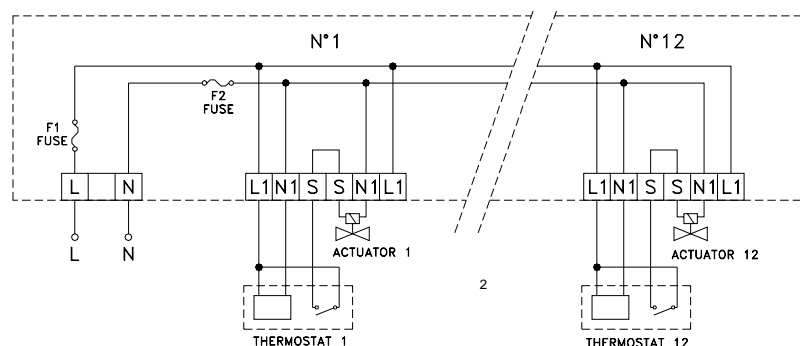 N°1
N°12
F2
FUSE
F1
FUSE
L N
L1 N1 S S N1 L1
L1 N1 S S N1 L1
L N
ACTUATOR 1
ACTUATOR 12
2
THERMOSTAT 1
THERMOSTAT 12